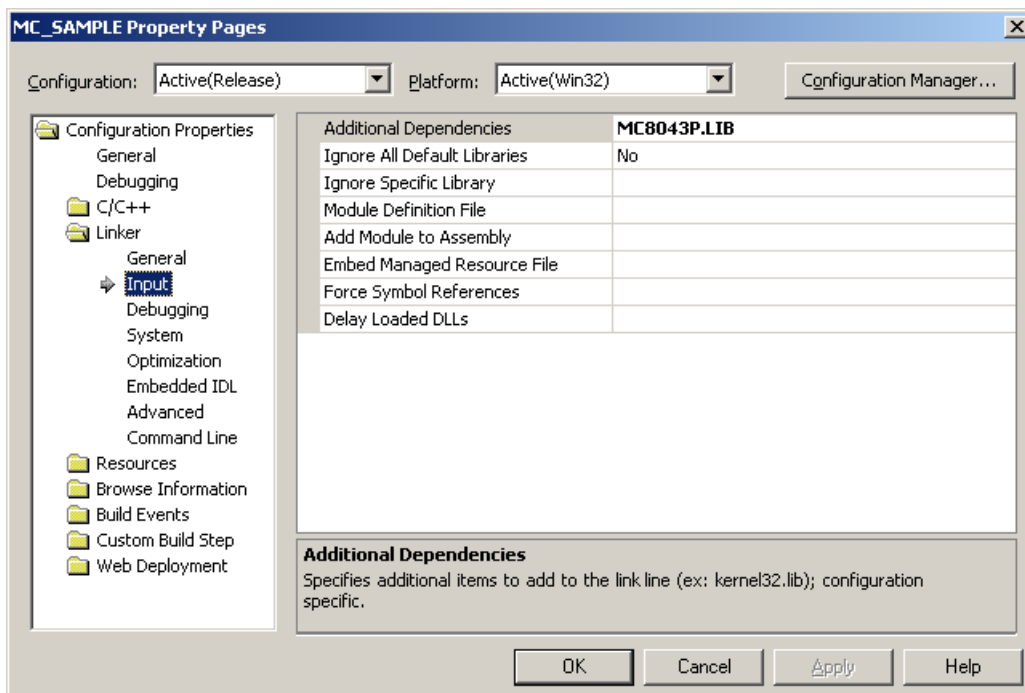 MC_SAMPLE Property Pages
Configuration: Active(Release) Platform: Active(Win32) Configuration Manager...
Configuration Properties
General
Debugging
C/C++
Linker
General
Input
Debugging
System
Optimization
Embedded IDL
Advanced
Command Line
Resources
Browse Information
Build Events
Custom Build Step
Web Deployment
Additional Dependencies MC8043P.LIB
Ignore All Default Libraries No
Ignore Specific Library
Module Definition File
Add Module to Assembly
Embed Managed Resource File
Force Symbol References
Delay Loaded DLLs
Additional Dependencies
Specifies additional items to add to the link line (ex: kernel32.lib); configuration
specific.
OK Cancel Apply Help